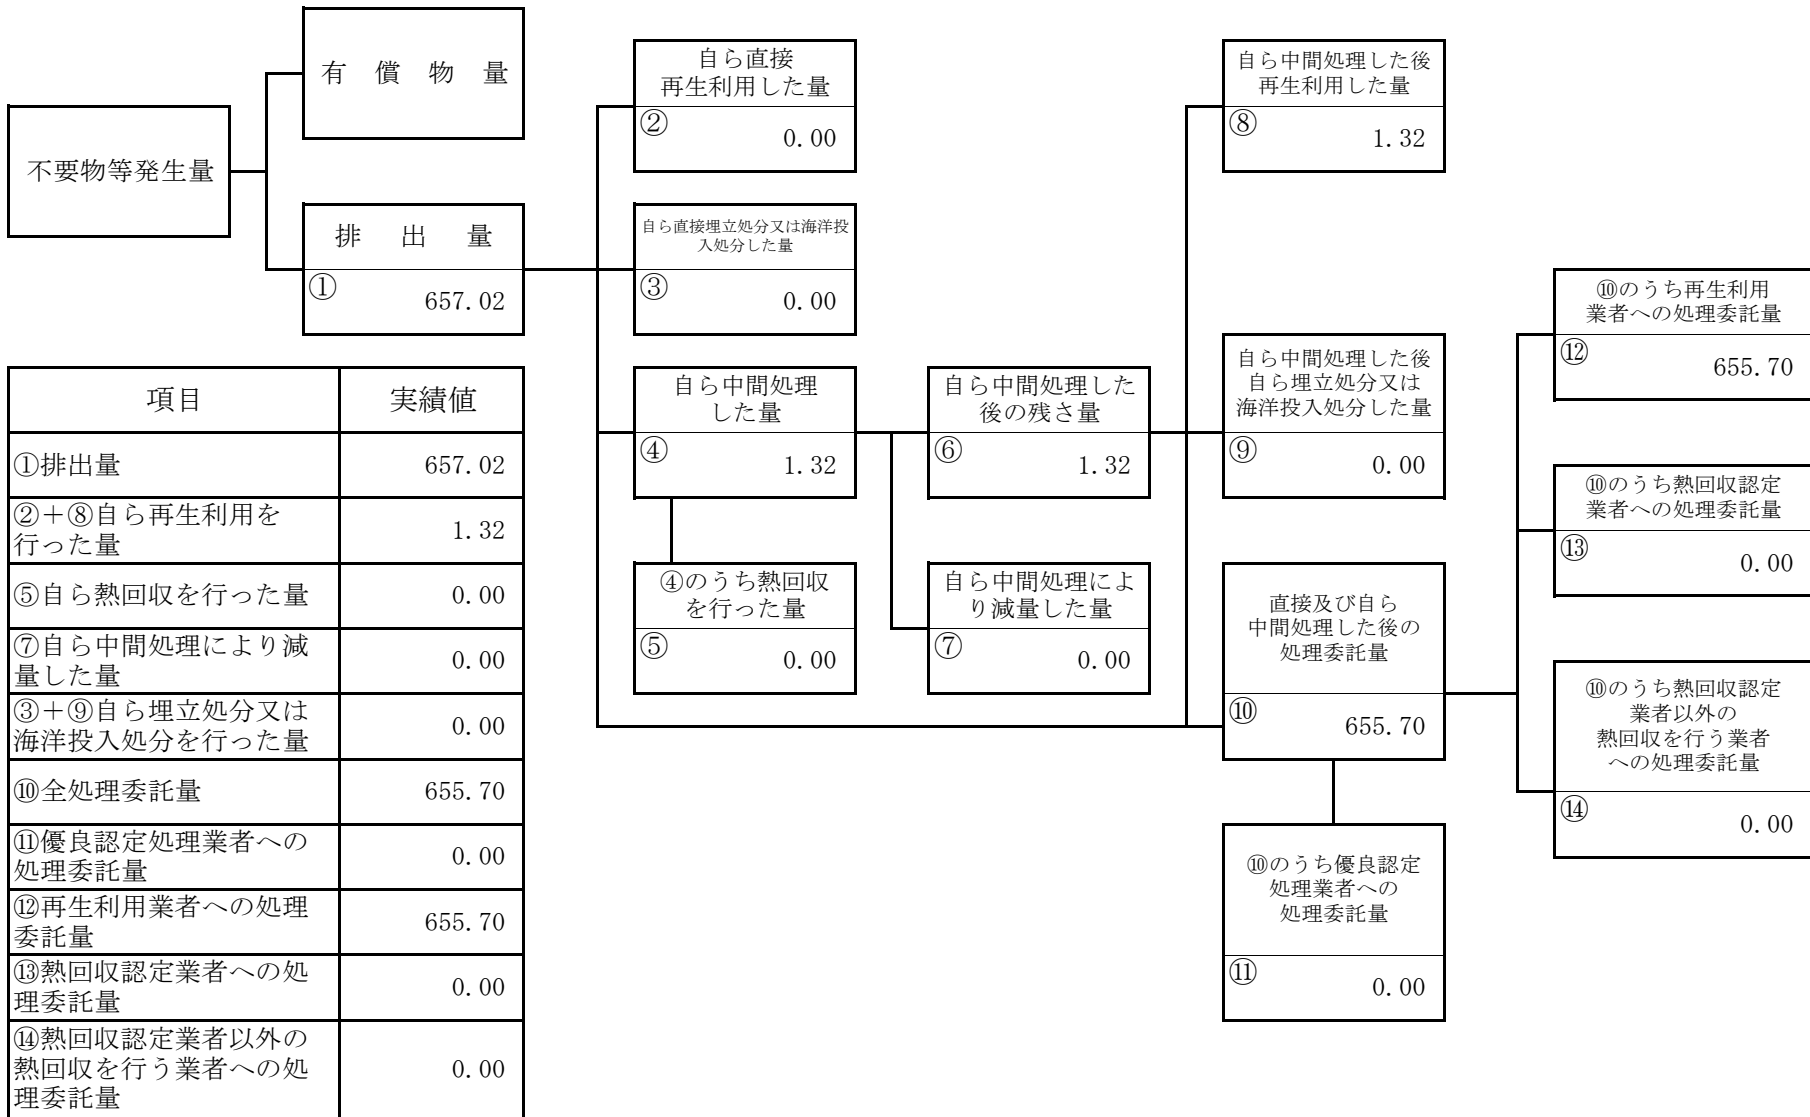 不要物等発生量
有償物量
排出量
①
657.02
自ら直接
再生利用した量
②
0.00
自ら直接埋立処分又は海洋投
入処分した量
③
0.00
自ら中間処理
した量
④
1.32
④のうち熱回収
を行った量
⑤
0.00
自ら中間処理した
後の残さ量
⑥
1.32
自ら中間処理によ
り減量した量
⑦
0.00
自ら中間処理した後
再生利用した量
⑧
1.32
自ら中間処理した後
自ら埋立処分又は
海洋投入処分した量
⑨
0.00
直接及び自ら
中間処理した後の
処理委託量
⑩
655.70
⑩のうち優良認定
処理業者への
処理委託量
⑪
0.00
⑩のうち再生利用
業者への処理委託量
⑫
655.70
⑩のうち熱回収認定
業者への処理委託量
⑬
0.00
⑩のうち熱回収認定
業者以外の
熱回収を行う業者
への処理委託量
⑭
0.00
項目 実績値
①排出量 657.02
②+⑧自ら再生利用を
行った量 1.32
⑤自ら熱回収を行った量 0.00
⑦自ら中間処理により減
量した量 0.00
③+⑨自ら埋立処分又は
海洋投入処分を行った量 0.00
⑩全処理委託量 655.70
⑪優良認定処理業者への
処理委託量 0.00
⑫再生利用業者への処理
委託量 655.70
⑬熱回収認定業者への処
理委託量 0.00
⑭熱回収認定業者以外の
熱回収を行う業者への処
理委託量 0.00